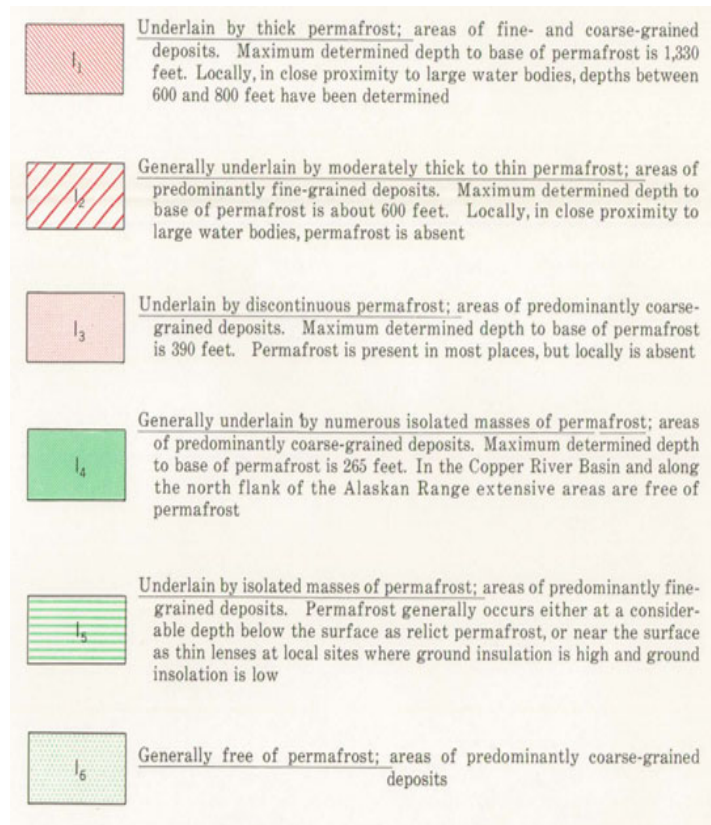 I1
Underlain by thick permafrost; areas of fine- and coarse-grained
deposits. Maximum determined depth to base of permafrost is 1,330
feet. Locally, in close proximity to large water bodies, depths between
600 and 800 feet have been determined
I2
Generally underlain by moderately thick to thin permafrost; areas of
predominantly fine-grained deposits. Maximum determined depth to
base of permafrost is about 600 feet. Locally, in close proximity to
large water bodies, permafrost is absent
I3
Underlain by discontinuous permafrost; areas of predominantly coarse-
grained deposits. Maximum determined depth to base of permafrost
is 390 feet. Permafrost is present in most places, but locally is absent
I4
Generally underlain by numerous isolated masses of permafrost; areas
of predominantly coarse-grained deposits. Maximum determined depth
to base of permafrost is 265 feet. In the Copper River Basin and along
the north flank of the Alaskan Range extensive areas are free of
permafrost
I5
Underlain by isolated masses of permafrost; areas of predominantly fine-
grained deposits. Permafrost generally occurs either at a consider-
able depth below the surface as relict permafrost, or near the surface
as thin lenses at local sites where ground insulation is high and ground
insolation is low
I6
Generally free of permafrost; areas of predominantly coarse-grained
deposits